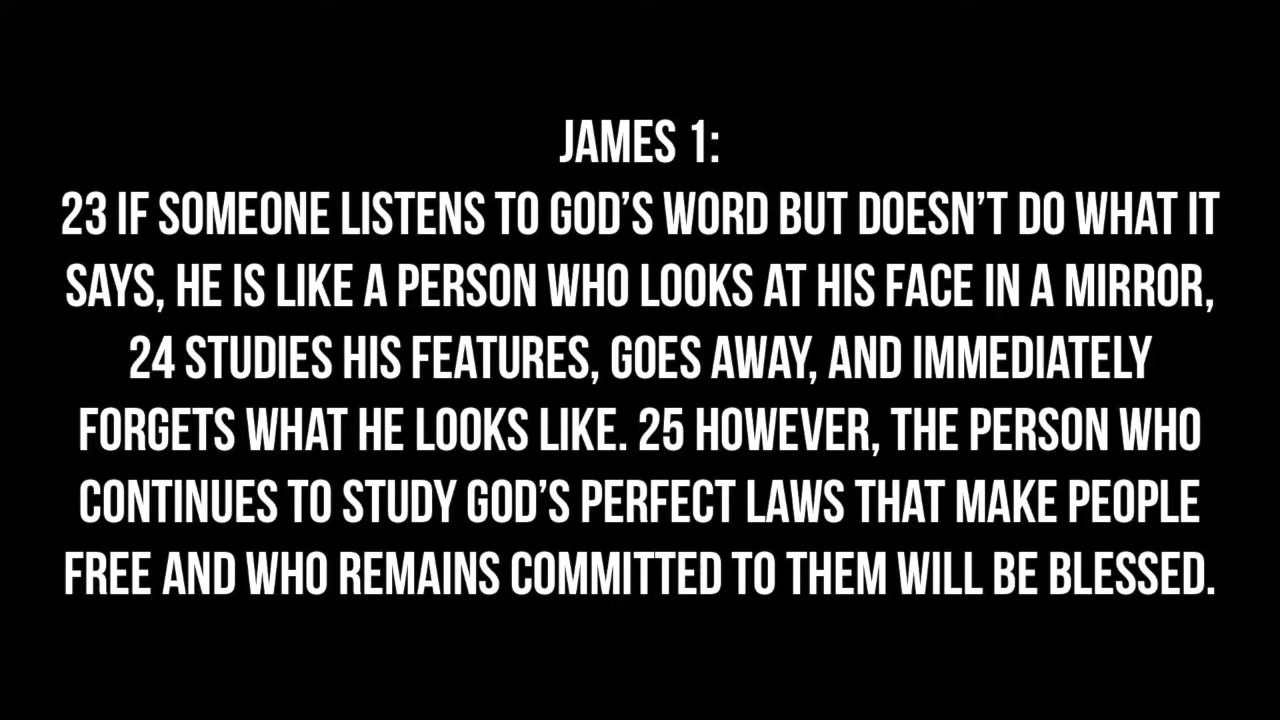 JAMES 1:
23 IF SOMEONE LISTENS TO GOD’S WORD BUT DOESN’T DO WHAT IT
SAYS, HE IS LIKE A PERSON WHO LOOKS AT HIS FACE IN A MIRROR,
24 STUDIES HIS FEATURES, GOES AWAY, AND IMMEDIATELY
FORGETS WHAT HE LOOKS LIKE. 25 HOWEVER, THE PERSON WHO
CONTINUES TO STUDY GOD’S PERFECT LAWS THAT MAKE PEOPLE
FREE AND WHO REMAINS COMMITTED TO THEM WILL BE BLESSED.